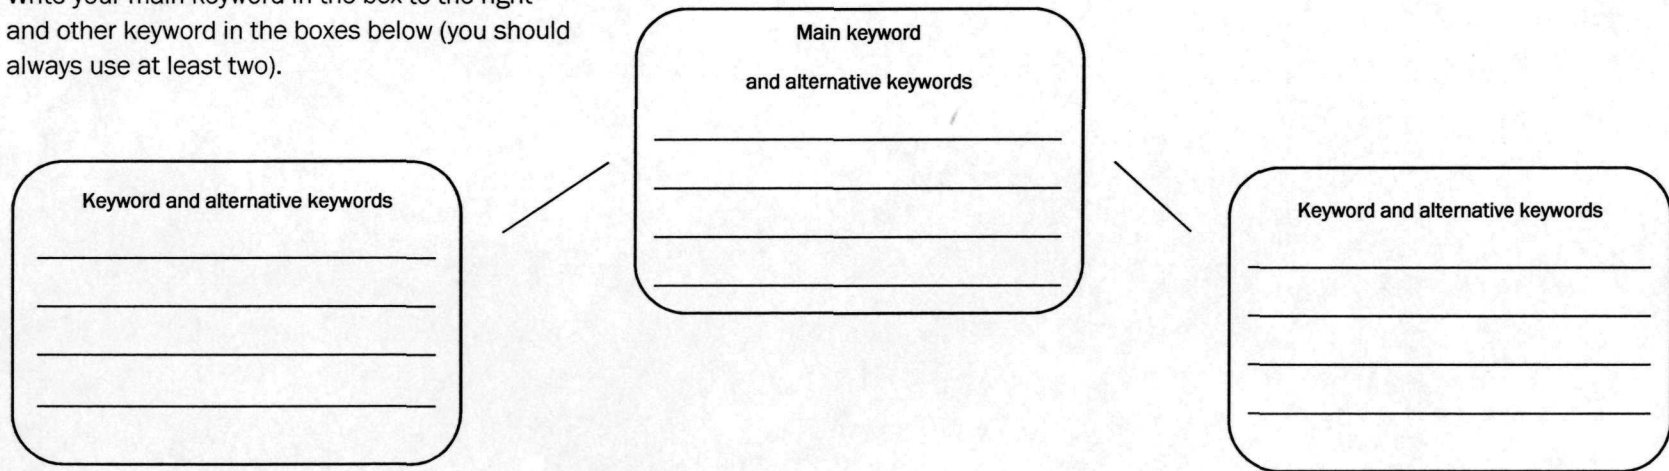 Write your main keyword in the box to the right
and other keyword in the boxes below (you should
always use at least two).
Main keyword
and alternative keywords
Keyword and alternative keywords
Keyword and alternative keywords